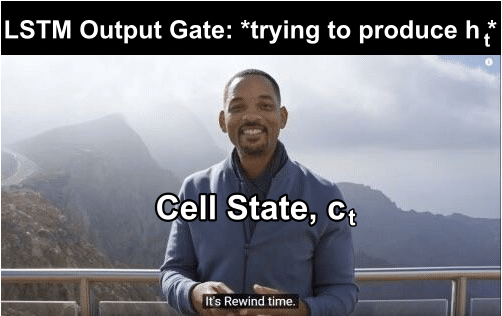 LSTM Output Gate: *trying to produce hₜ*
Cell State, cₜ
It's Rewind time.